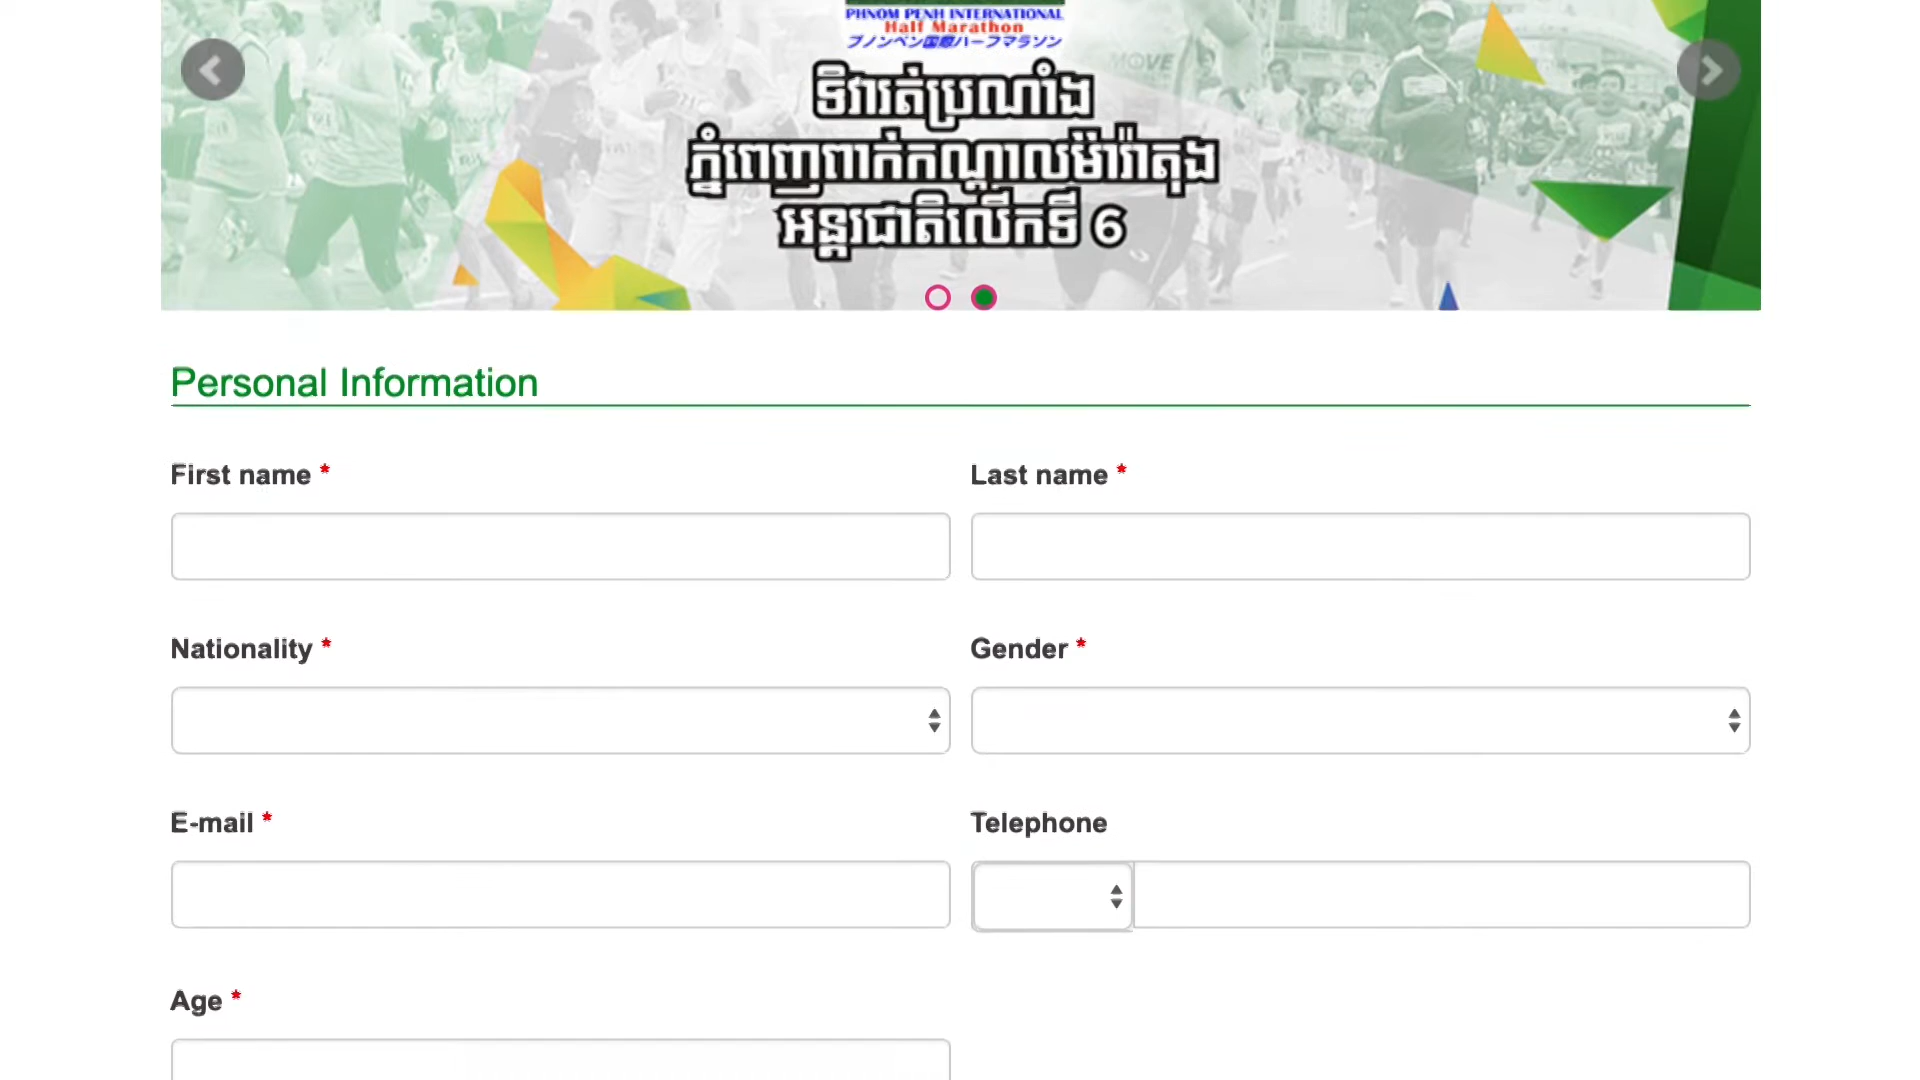 PHNOM PENH INTERNATIONAL
Half Marathon
プノンペン国際ハーフマラソン
ទិវារត់ប្រណាំង
ភ្នំពេញពាក់កណ្តាលម៉ារ៉ាតុង
អន្តរជាតិលើកទី 6
MOVE
Personal Information
First name *
Last name *
Nationality *
Gender *
E-mail *
Telephone
Age *